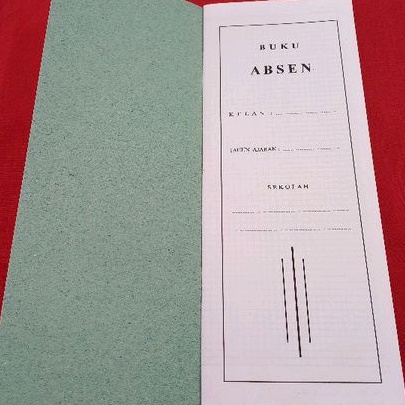 BUKU
ABSEN
KELAS :
TAHUN AJARAN :
SEKOLAH